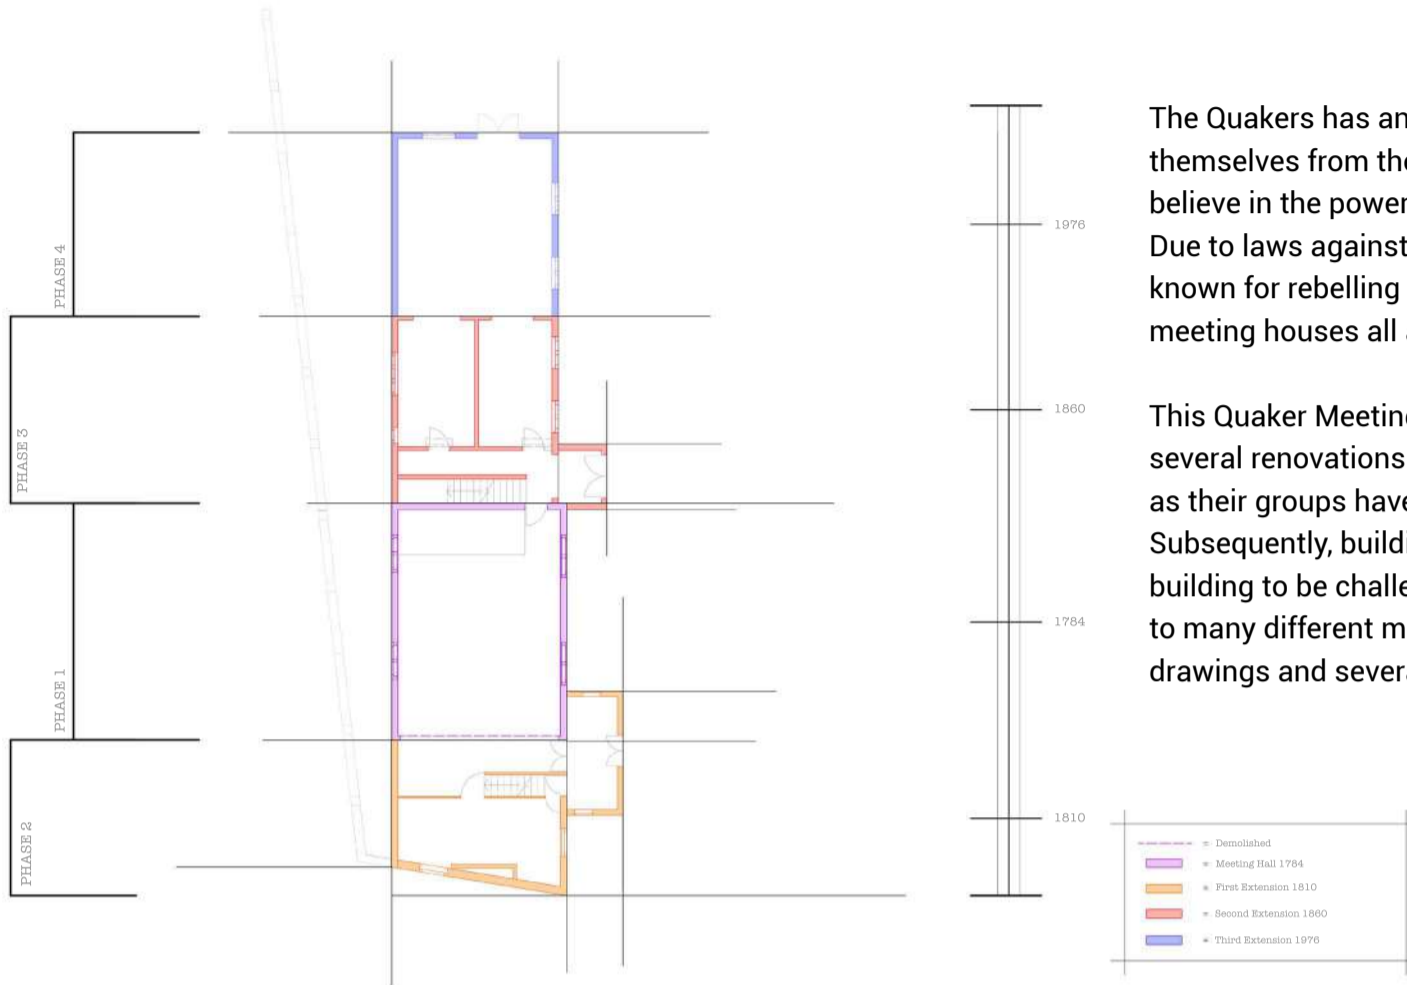 PHASE 4
PHASE 3
PHASE 1
PHASE 2
1976
1860
1784
1810
The Quakers has an
themselves from the
believe in the power
Due to laws against
known for rebelling
meeting houses all
This Quaker Meeting
several renovations
as their groups have
Subsequently, buildi
building to be challe
to many different m
drawings and severa
= Demolished
= Meeting Hall 1784
= First Extension 1810
= Second Extension 1860
= Third Extension 1976